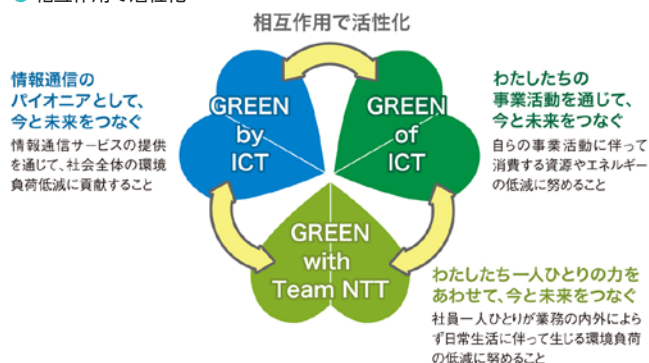 相互作用で活性化
相互作用で活性化
情報通信の
パイオニアとして、
今と未来をつなぐ
情報通信サービスの提供
を通じて、社会全体の環境
負荷低減に貢献すること
GREEN
by
ICT
GREEN
of
ICT
わたしたちの
事業活動を通じて、
今と未来をつなぐ
自らの事業活動に伴って
消費する資源やエネルギー
の低減に努めること
GREEN
with
Team NTT
わたしたち一人ひとりの力を
あわせて、今と未来をつなぐ
社員一人ひとりが業務の内外によら
ず日常生活に伴って生じる環境負荷
の低減に努めること